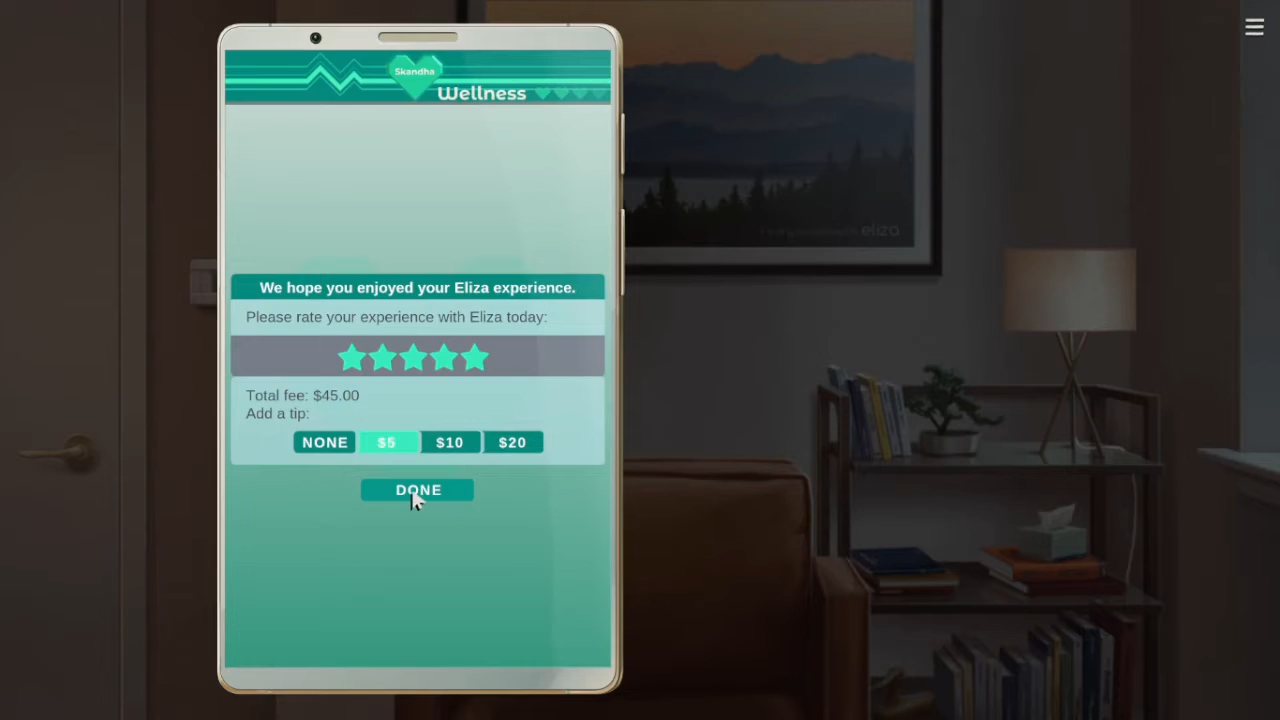 Skandha
Wellness
eliza
We hope you enjoyed your Eliza experience.
Please rate your experience with Eliza today:
Total fee: $45.00
Add a tip:
NONE $5 $10 $20
DONE